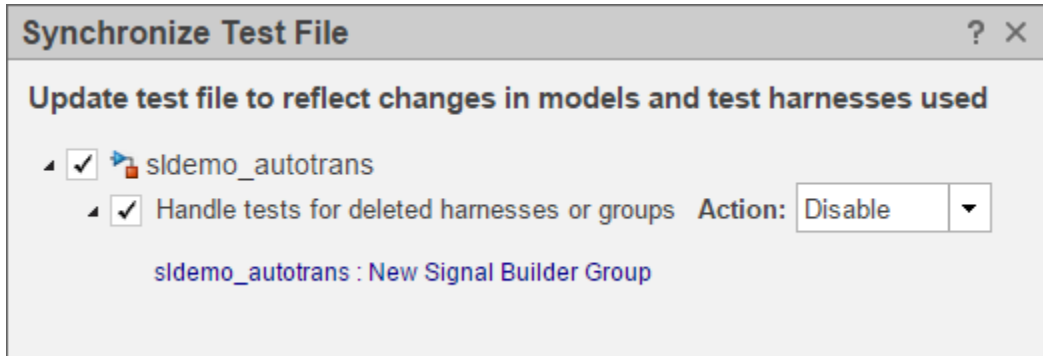 Synchronize Test File ? ×
Update test file to reflect changes in models and test harnesses used
sldemo_autotrans
Handle tests for deleted harnesses or groups Action: Disable
sldemo_autotrans : New Signal Builder Group